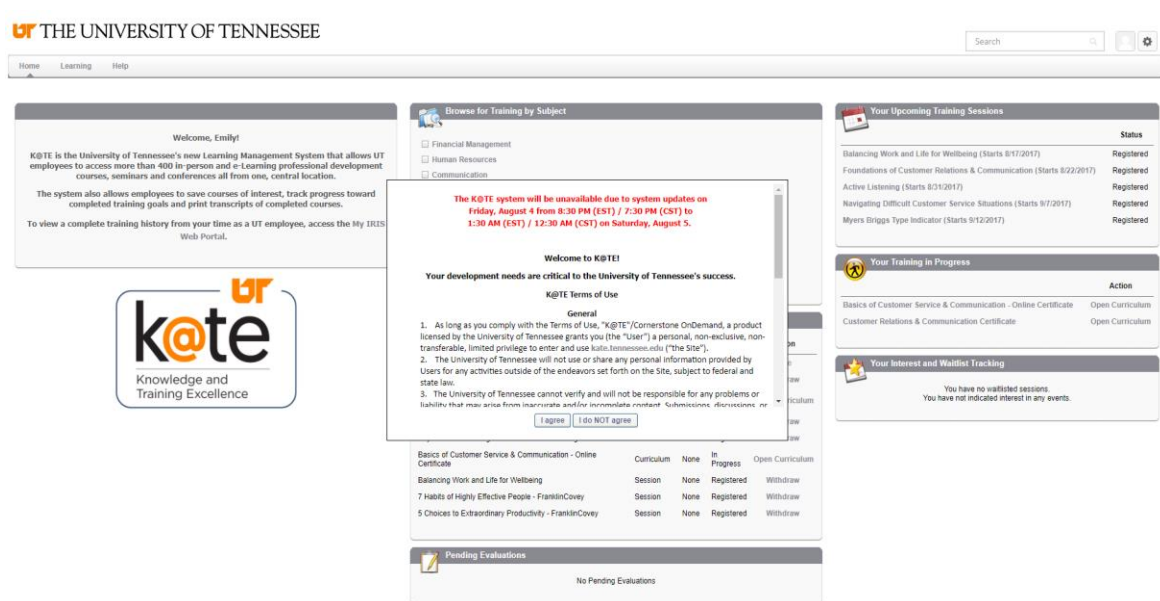 UT THE UNIVERSITY OF TENNESSEE
Search
Home Learning Help
Welcome, Emily!
K@TE is the University of Tennessee's new Learning Management System that allows UT
employees to access more than 400 in-person and e-Learning professional development
courses, seminars and conferences all from one, central location.
The system also allows employees to save courses of interest, track progress toward
completed training goals and print transcripts of completed courses.
To view a complete training history from your time as a UT employee, access the My IRIS
Web Portal.
UT
k@te
Knowledge and
Training Excellence
Browse for Training by Subject
Financial Management
Human Resources
Communication
The K@TE system will be unavailable due to system updates on
Friday, August 4 from 8:30 PM (EST) / 7:30 PM (CST) to
1:30 AM (EST) / 12:30 AM (CST) on Saturday, August 5.
Welcome to K@TE!
Your development needs are critical to the University of Tennessee's success.
K@TE Terms of Use
General
1. As long as you comply with the Terms of Use, "K@TE"/Cornerstone OnDemand, a product
licensed by the University of Tennessee grants you (the "User") a personal, non-exclusive, non-
transferable, limited privilege to enter and use kate.tennessee.edu ("the Site").
2. The University of Tennessee will not use or share any personal information provided by
Users for any activities outside of the endeavors set forth on the Site, subject to federal and
state law.
3. The University of Tennessee cannot verify and will not be responsible for any problems or
liability that may arise from inaccurate and/or incomplete content. Submissions, discussions, or
I agree I do NOT agree
Basics of Customer Service & Communication - Online
Certificate Curriculum None In
Progress Open Curriculum
Balancing Work and Life for Wellbeing Session None Registered Withdraw
7 Habits of Highly Effective People - FranklinCovey Session None Registered Withdraw
5 Choices to Extraordinary Productivity - FranklinCovey Session None Registered Withdraw
Pending Evaluations
No Pending Evaluations
Your Upcoming Training Sessions
Status
Balancing Work and Life for Wellbeing (Starts 8/17/2017) Registered
Foundations of Customer Relations & Communication (Starts 8/22/2017) Registered
Active Listening (Starts 8/31/2017) Registered
Navigating Difficult Customer Service Situations (Starts 9/7/2017) Registered
Myers Briggs Type Indicator (Starts 9/12/2017) Registered
Your Training in Progress
Action
Basics of Customer Service & Communication - Online Certificate Open Curriculum
Customer Relations & Communication Certificate Open Curriculum
Your Interest and Waitlist Tracking
You have no waitlisted sessions.
You have not indicated interest in any events.